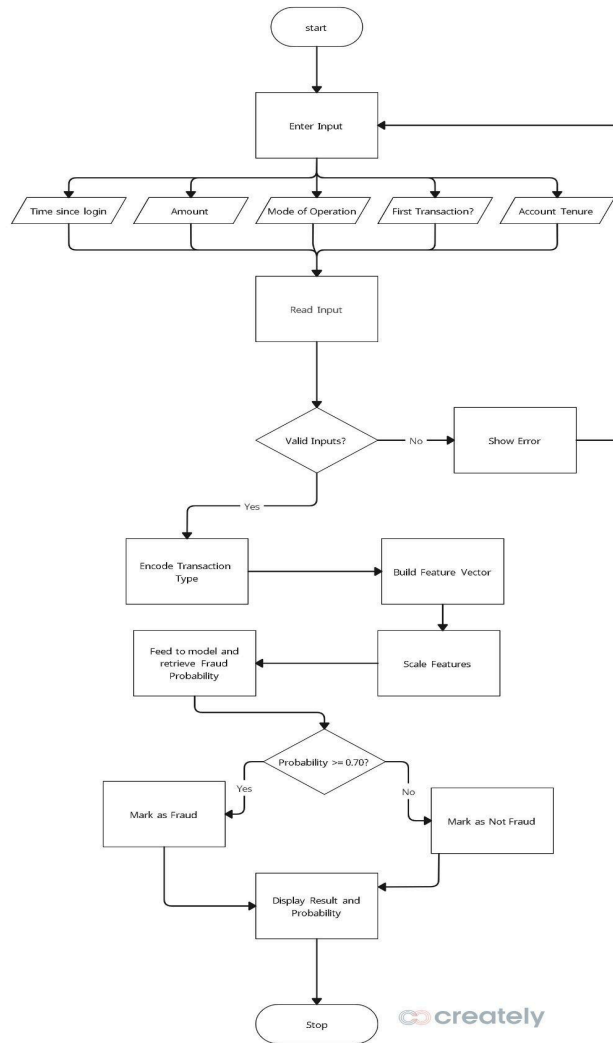 start
Enter Input
Time since login
Amount
Mode of Operation
First Transaction?
Account Tenure
Read Input
Valid Inputs?
No
Show Error
Yes
Encode Transaction
Type
Build Feature Vector
Feed to model and
retrieve Fraud
Probability
Scale Features
Probability >= 0.70?
Yes
No
Mark as Fraud
Mark as Not Fraud
Display Result and
Probability
Stop
creately